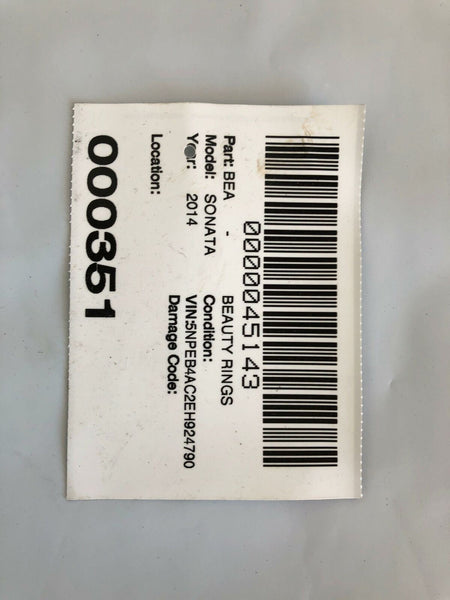 0000045143
Part: BEA - BEAUTY RINGS
Model: SONATA Condition:
Year: 2014 VIN:5NPEB4AC2EH924790
Damage Code:
Location:
000351